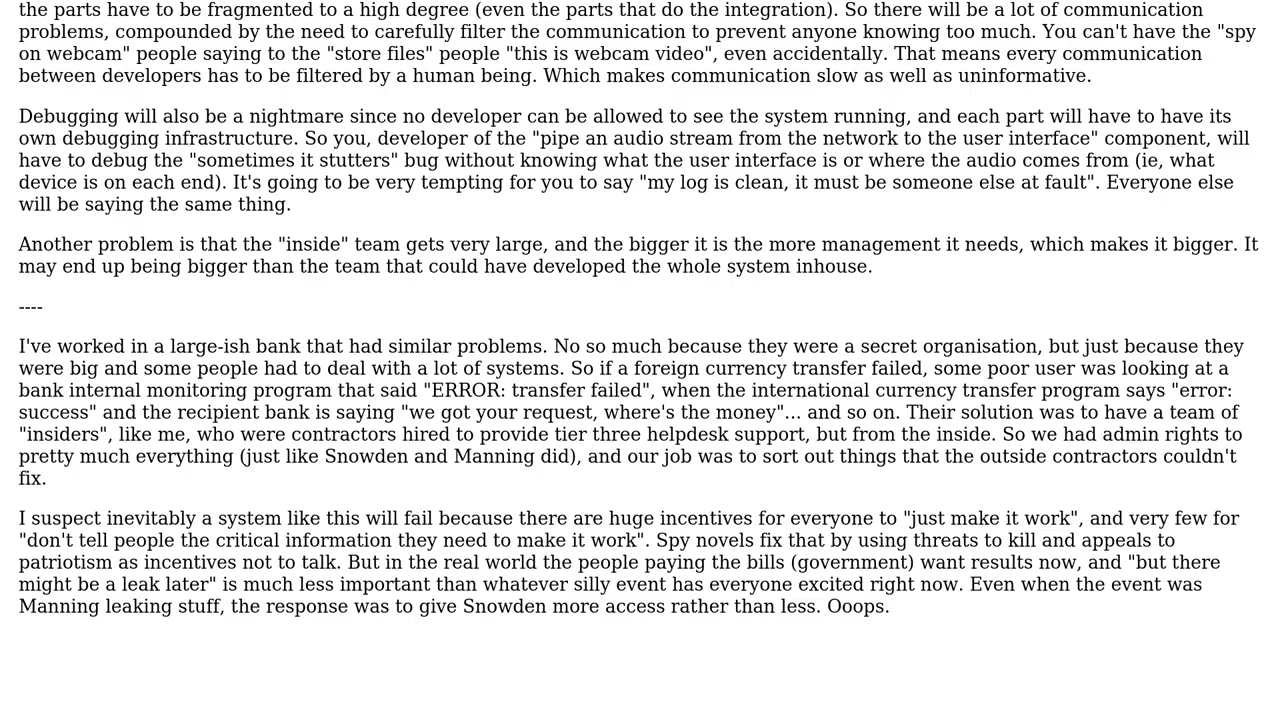 the parts have to be fragmented to a high degree (even the parts that do the integration). So there will be a lot of communication
problems, compounded by the need to carefully filter the communication to prevent anyone knowing too much. You can't have the "spy
on webcam" people saying to the "store files" people "this is webcam video", even accidentally. That means every communication
between developers has to be filtered by a human being. Which makes communication slow as well as uninformative.
Debugging will also be a nightmare since no developer can be allowed to see the system running, and each part will have to have its
own debugging infrastructure. So you, developer of the "pipe an audio stream from the network to the user interface" component, will
have to debug the "sometimes it stutters" bug without knowing what the user interface is or where the audio comes from (ie, what
device is on each end). It's going to be very tempting for you to say "my log is clean, it must be someone else at fault". Everyone else
will be saying the same thing.
Another problem is that the "inside" team gets very large, and the bigger it is the more management it needs, which makes it bigger. It
may end up being bigger than the team that could have developed the whole system inhouse.
----
I've worked in a large-ish bank that had similar problems. No so much because they were a secret organisation, but just because they
were big and some people had to deal with a lot of systems. So if a foreign currency transfer failed, some poor user was looking at a
bank internal monitoring program that said "ERROR: transfer failed", when the international currency transfer program says "error:
success" and the recipient bank is saying "we got your request, where's the money"... and so on. Their solution was to have a team of
"insiders", like me, who were contractors hired to provide tier three helpdesk support, but from the inside. So we had admin rights to
pretty much everything (just like Snowden and Manning did), and our job was to sort out things that the outside contractors couldn't
fix.
I suspect inevitably a system like this will fail because there are huge incentives for everyone to "just make it work", and very few for
"don't tell people the critical information they need to make it work". Spy novels fix that by using threats to kill and appeals to
patriotism as incentives not to talk. But in the real world the people paying the bills (government) want results now, and "but there
might be a leak later" is much less important than whatever silly event has everyone excited right now. Even when the event was
Manning leaking stuff, the response was to give Snowden more access rather than less. Ooops.